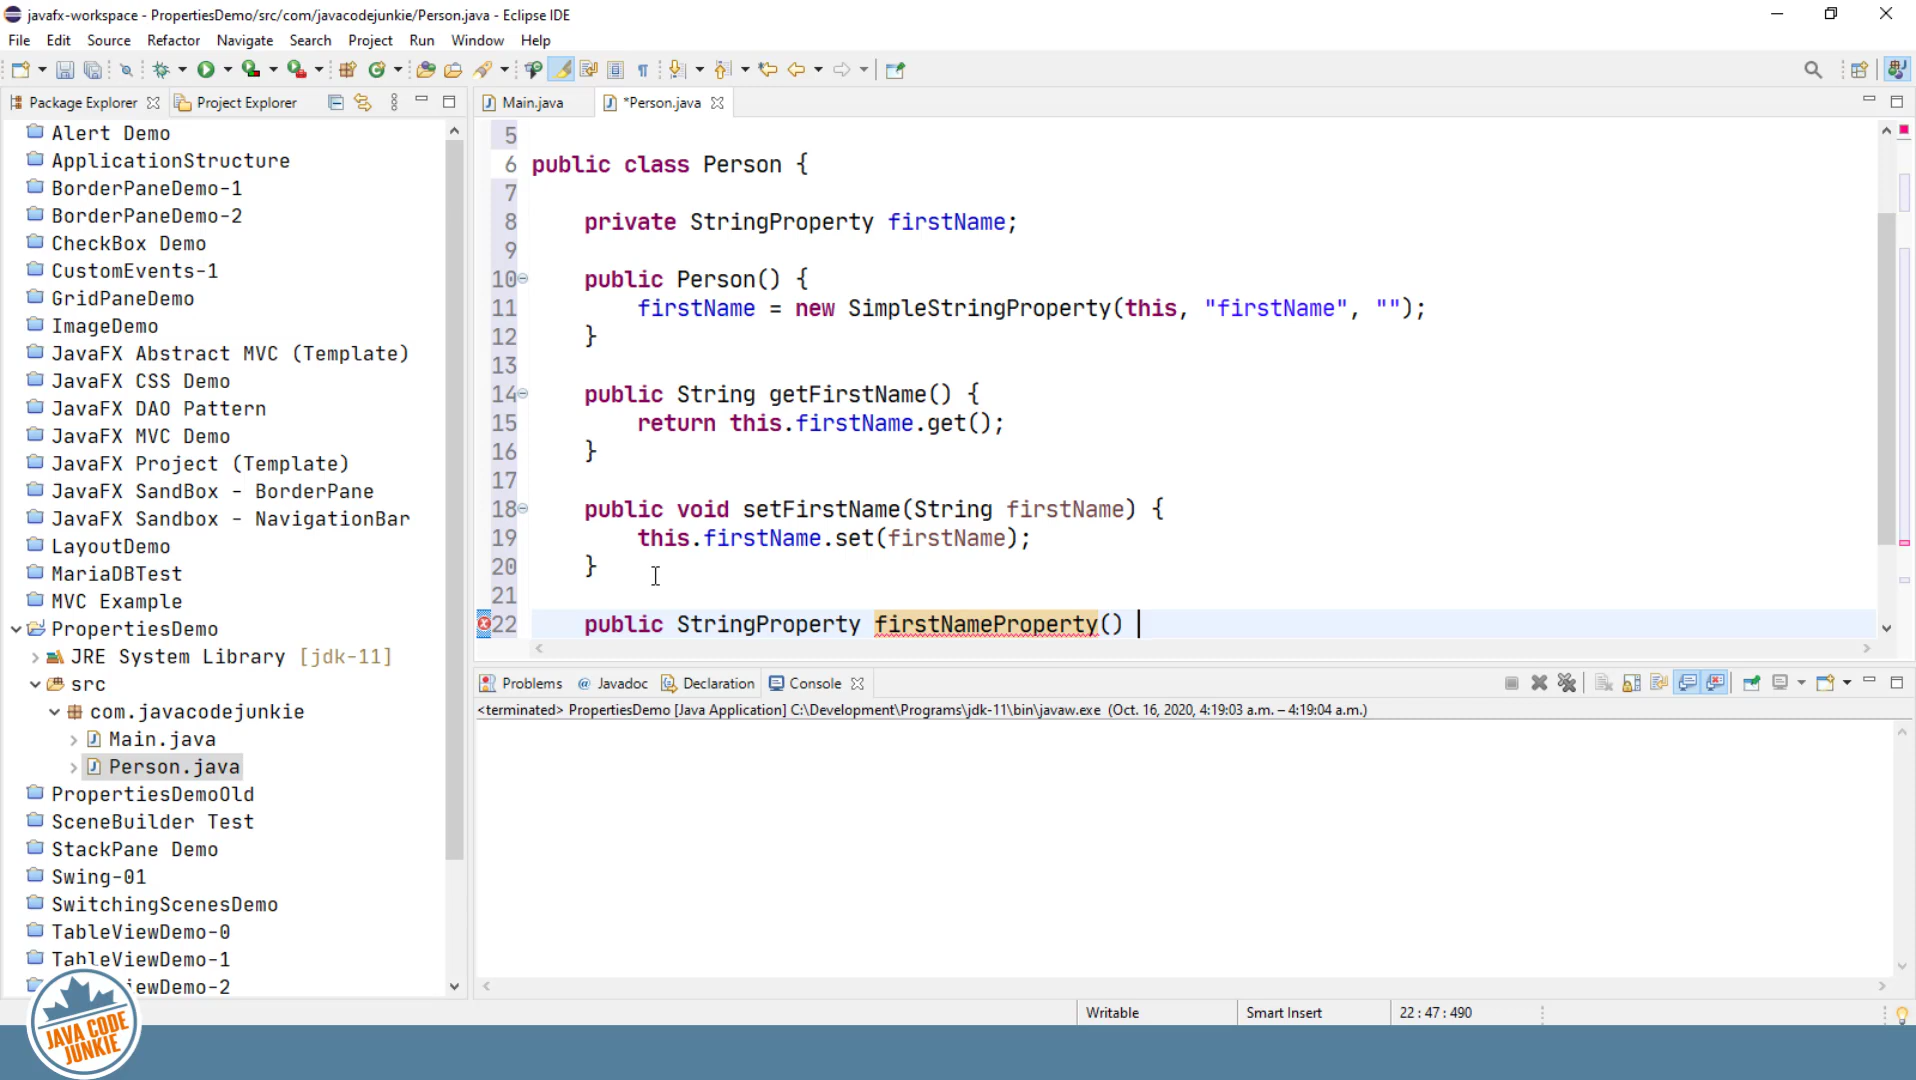 javafx-workspace - PropertiesDemo/src/com/javacodejunkie/Person.java - Eclipse IDE
File Edit Source Refactor Navigate Search Project Run Window Help
Package Explorer Project Explorer
Main.java *Person.java
Alert Demo
ApplicationStructure
BorderPaneDemo-1
BorderPaneDemo-2
CheckBox Demo
CustomEvents-1
GridPaneDemo
ImageDemo
JavaFX Abstract MVC (Template)
JavaFX CSS Demo
JavaFX DAO Pattern
JavaFX MVC Demo
JavaFX Project (Template)
JavaFX SandBox - BorderPane
JavaFX Sandbox - NavigationBar
LayoutDemo
MariaDBTest
MVC Example
PropertiesDemo
JRE System Library [jdk-11]
src
com.javacodejunkie
Main.java
Person.java
PropertiesDemoOld
SceneBuilder Test
StackPane Demo
Swing-01
SwitchingScenesDemo
TableViewDemo-0
TableViewDemo-1
iewDemo-2
5
6 public class Person {
7
8 private StringProperty firstName;
9
10 public Person() {
11 firstName = new SimpleStringProperty(this, "firstName", "");
12 }
13
14 public String getFirstName() {
15 return this.firstName.get();
16 }
17
18 public void setFirstName(String firstName) {
19 this.firstName.set(firstName);
20 }
21
22 public StringProperty firstNameProperty()
Problems @ Javadoc Declaration Console
<terminated> PropertiesDemo [Java Application] C:\Development\Programs\jdk-11\bin\javaw.exe (Oct. 16, 2020, 4:19:03 a.m. – 4:19:04 a.m.)
Writable Smart Insert 22 : 47 : 490
JAVA CODE
JUNKIE